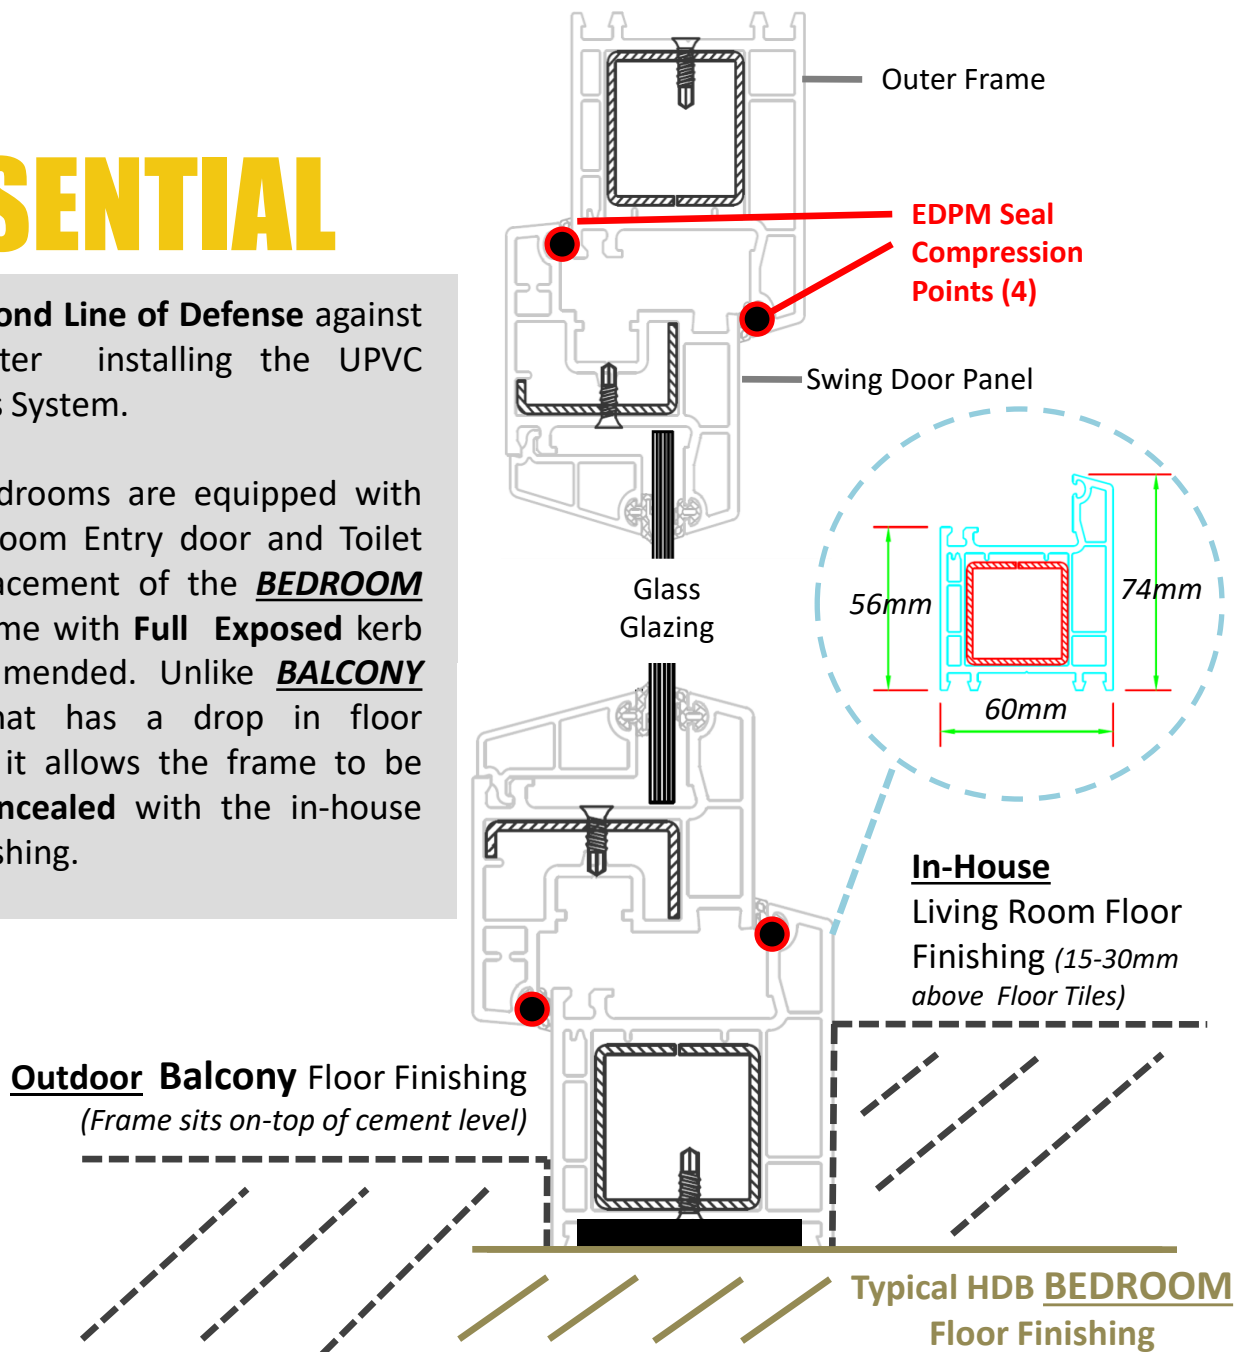 SENTIAL
ond Line of Defense against
ter installing the UPVC
s System.
drooms are equipped with
room Entry door and Toilet
acement of the BEDROOM
me with Full Exposed kerb
mended. Unlike BALCONY
hat has a drop in floor
it allows the frame to be
ncealed with the in-house
shing.
Outer Frame
EDPM Seal
Compression
Points (4)
Swing Door Panel
Glass
Glazing
56mm
74mm
60mm
In-House
Living Room Floor
Finishing (15-30mm
above Floor Tiles)
Outdoor Balcony Floor Finishing
(Frame sits on-top of cement level)
Typical HDB BEDROOM
Floor Finishing